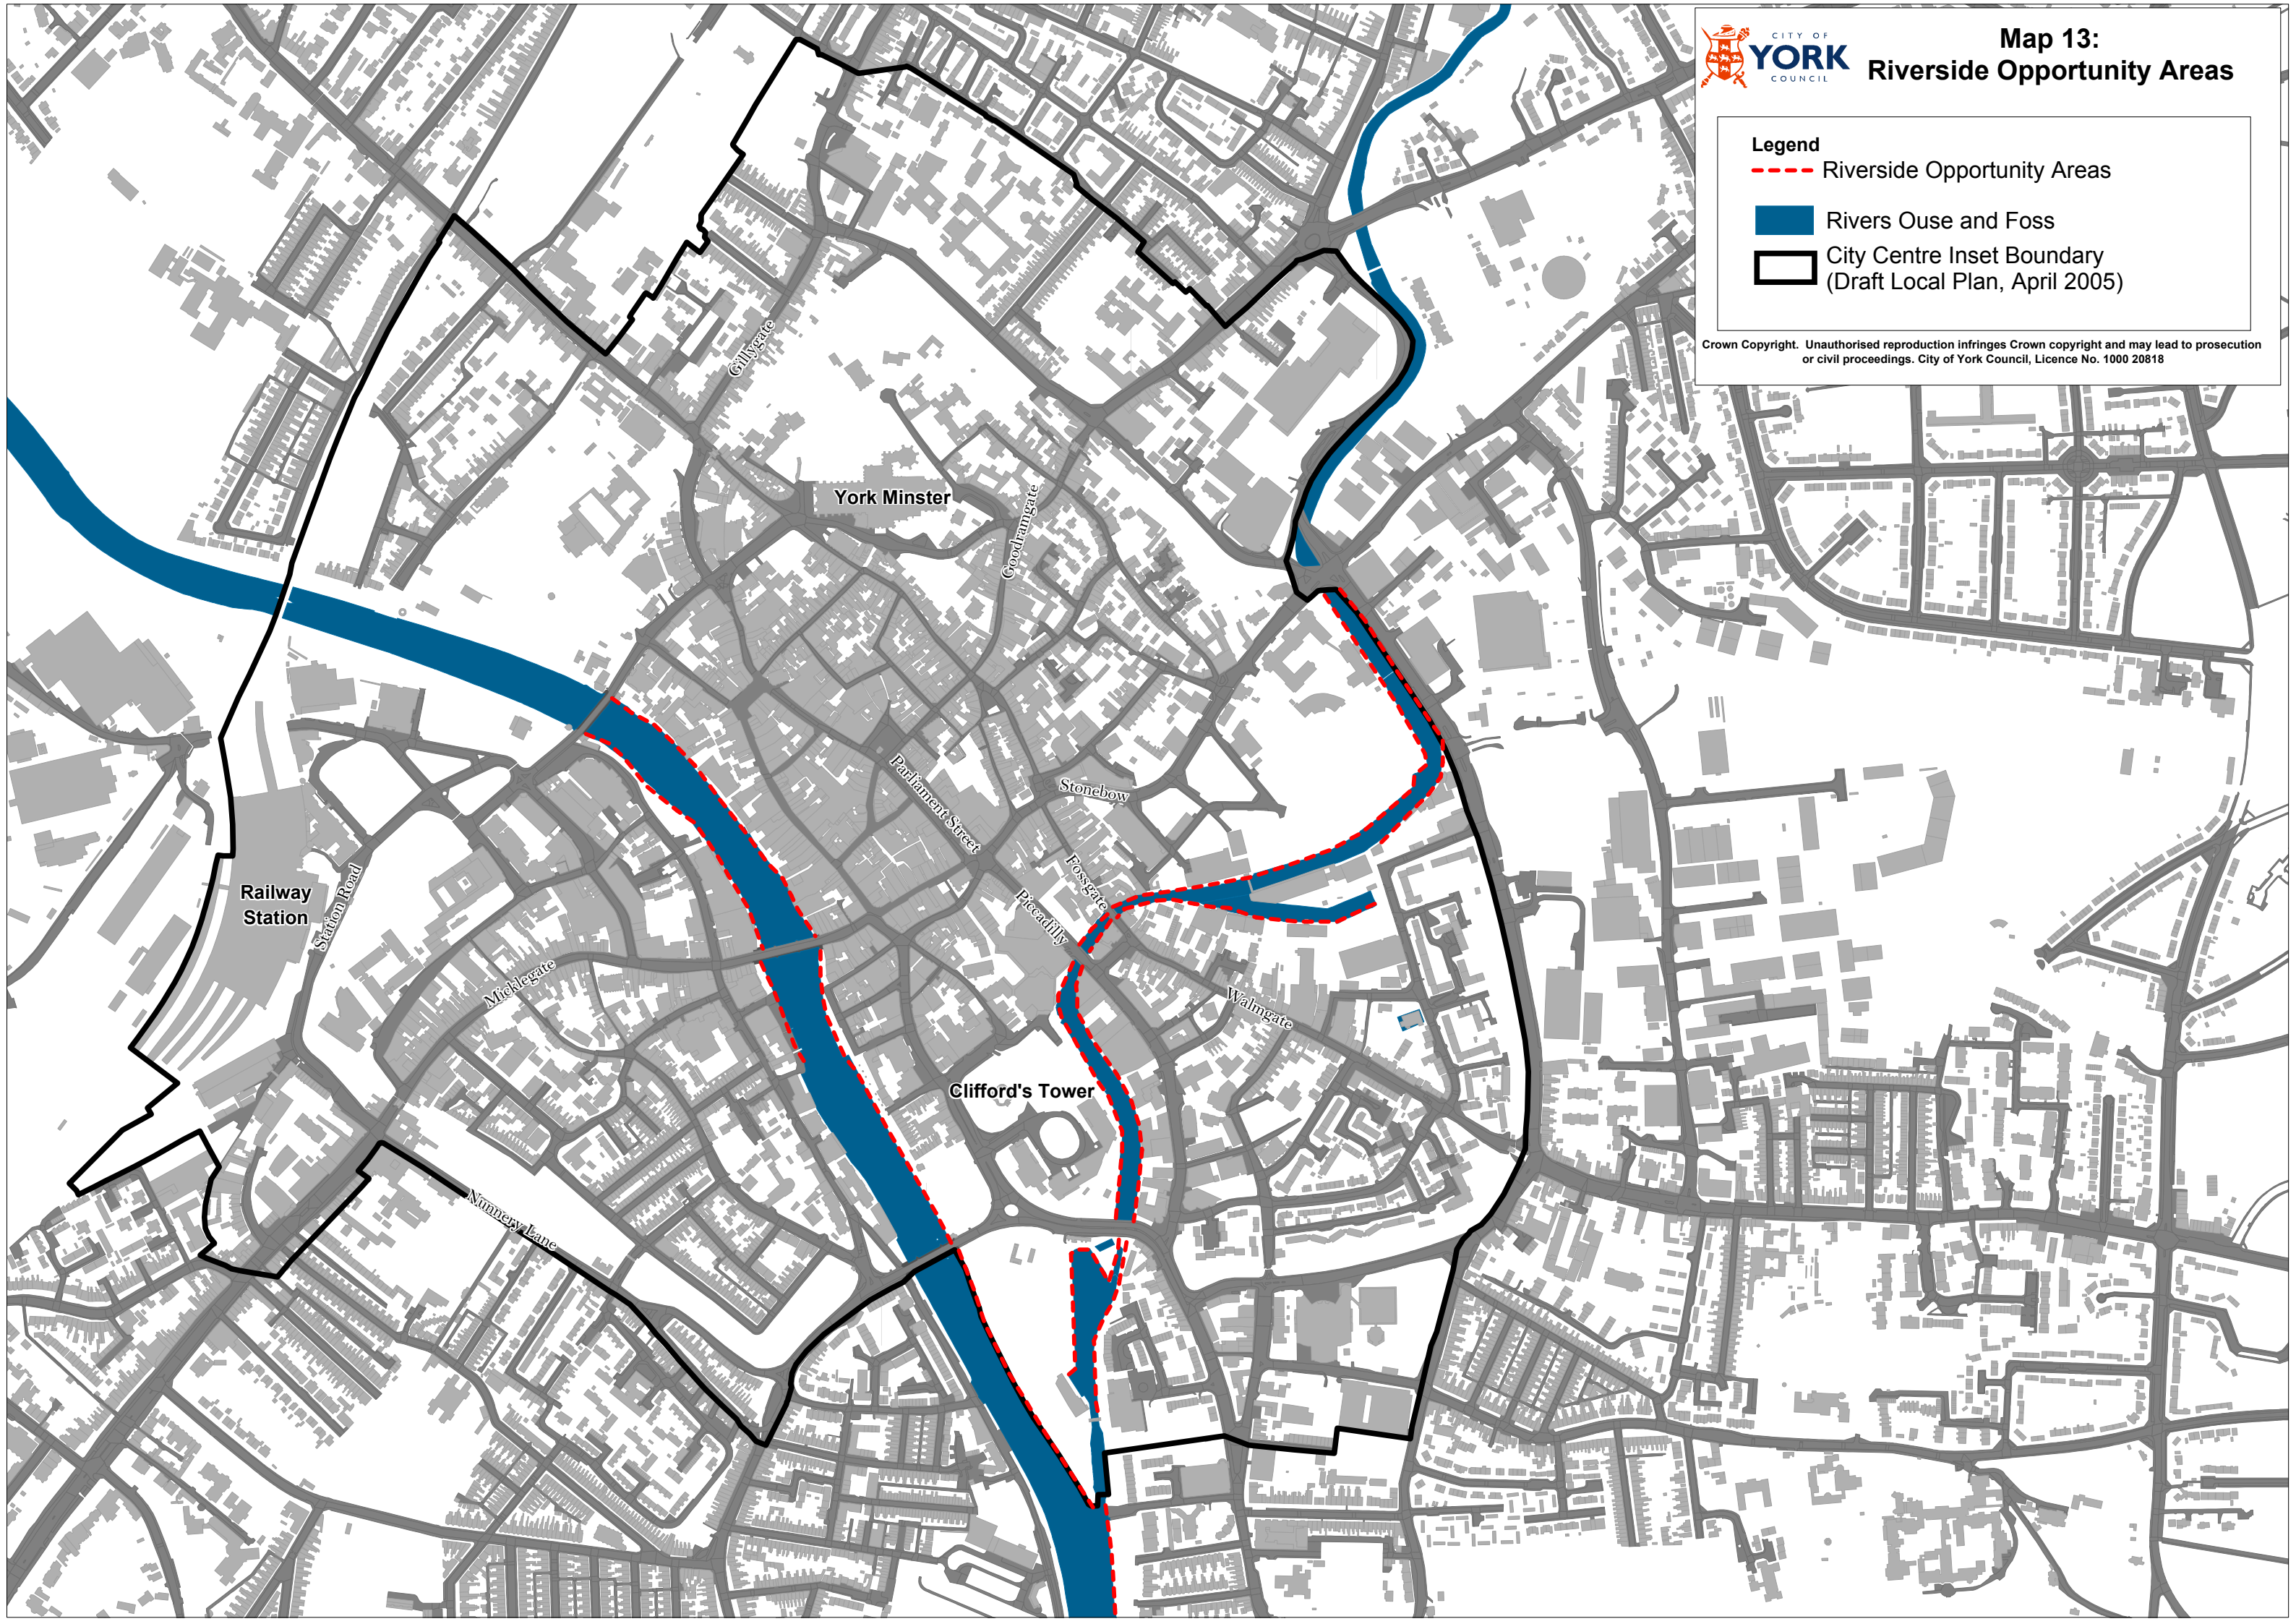 CITY OF
YORK
COUNCIL
Map 13:
Riverside Opportunity Areas
Legend
Riverside Opportunity Areas
Rivers Ouse and Foss
City Centre Inset Boundary
(Draft Local Plan, April 2005)
Crown Copyright. Unauthorised reproduction infringes Crown copyright and may lead to prosecution
or civil proceedings. City of York Council, Licence No. 1000 20818
Gillygate
York Minster
Goodramgate
Parliament Street
Stonebow
Fossgate
Piccadilly
Railway
Station
Station Road
Micklegate
Walmgate
Clifford's Tower
Nunnery Lane